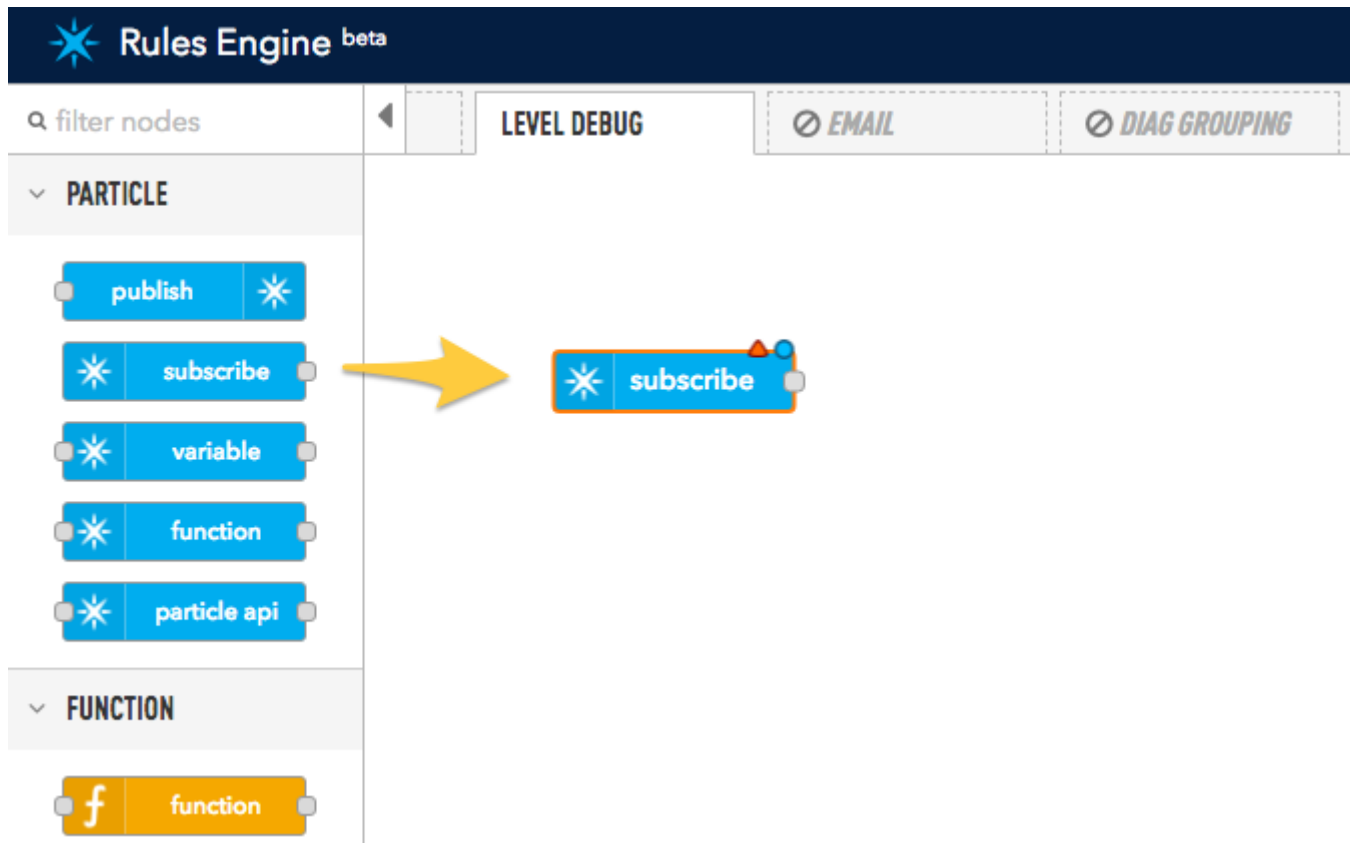 Rules Engine beta
filter nodes
LEVEL DEBUG
EMAIL
DIAG GROUPING
PARTICLE
publish
subscribe
subscribe
variable
function
particle api
FUNCTION
f function